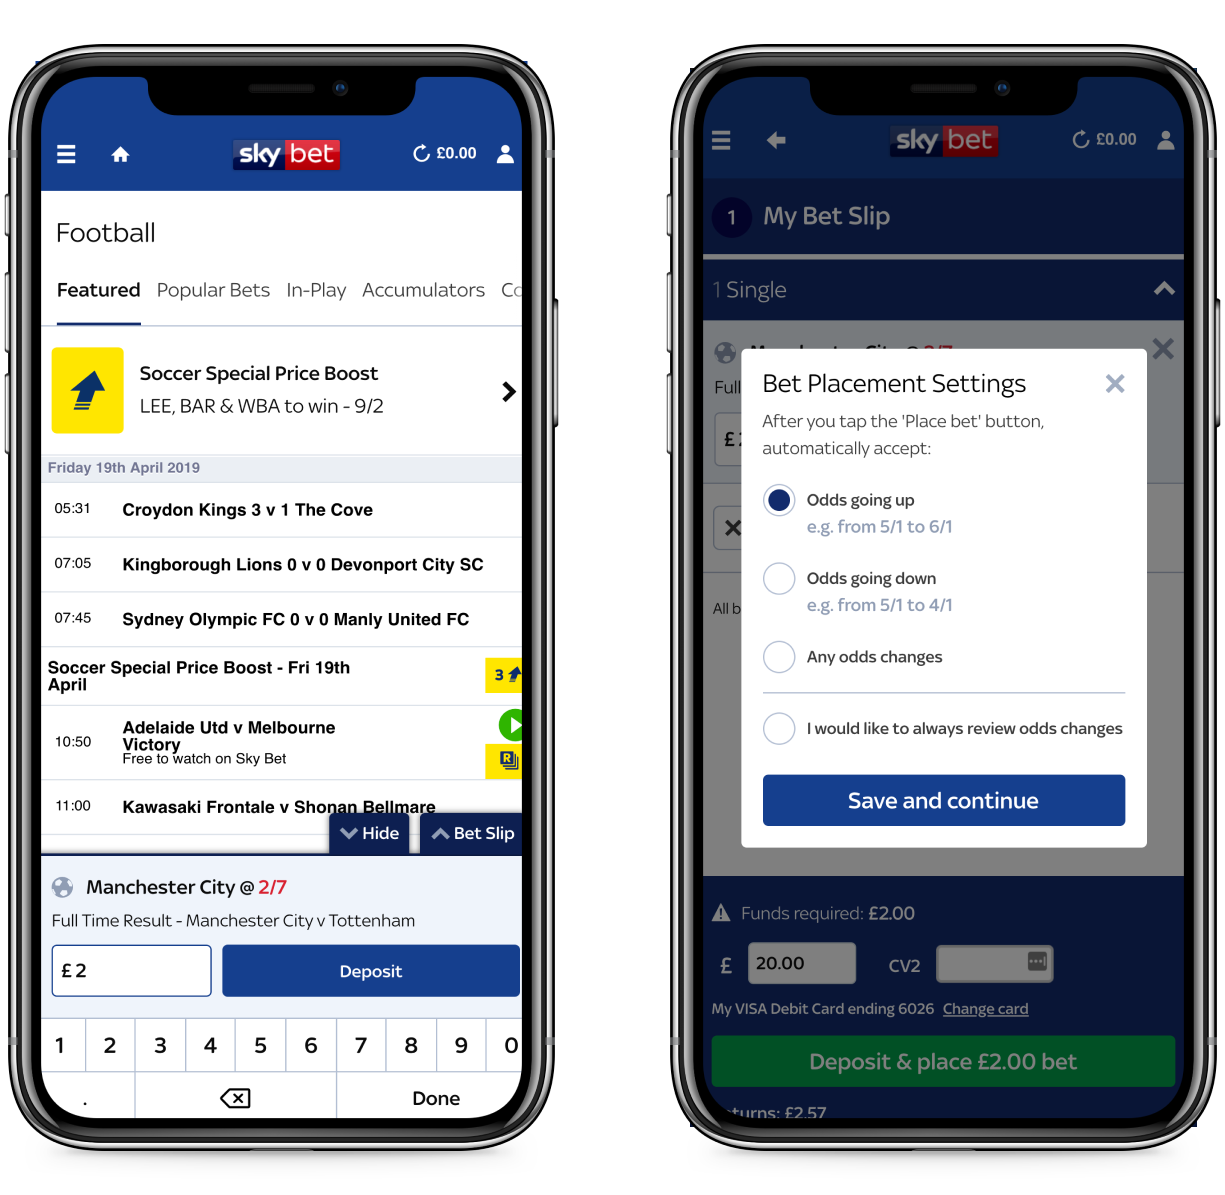 sky bet
£0.00
Football
Featured Popular Bets In-Play Accumulators
Soccer Special Price Boost
LEE, BAR & WBA to win - 9/2
Friday 19th April 2019
05:31 Croydon Kings 3 v 1 The Cove
07:05 Kingborough Lions 0 v 0 Devonport City SC
07:45 Sydney Olympic FC 0 v 0 Manly United FC
Soccer Special Price Boost - Fri 19th
April
3
10:50 Adelaide Utd v Melbourne
Victory
Free to watch on Sky Bet
R
11:00 Kawasaki Frontale v Shonan Bellmare
Hide
Bet Slip
Manchester City @ 2/7
Full Time Result - Manchester City v Tottenham
£ 2
Deposit
1 2 3 4 5 6 7 8 9 0
.
Done
sky bet
£0.00
1 My Bet Slip
1 Single
Full
£
Bet Placement Settings
After you tap the 'Place bet' button,
automatically accept:
Odds going up
e.g. from 5/1 to 6/1
Odds going down
e.g. from 5/1 to 4/1
All b
Any odds changes
I would like to always review odds changes
Save and continue
Funds required: £2.00
£ 20.00 CV2
My VISA Debit Card ending 6026 Change card
Deposit & place £2.00 bet
turns: £2.57